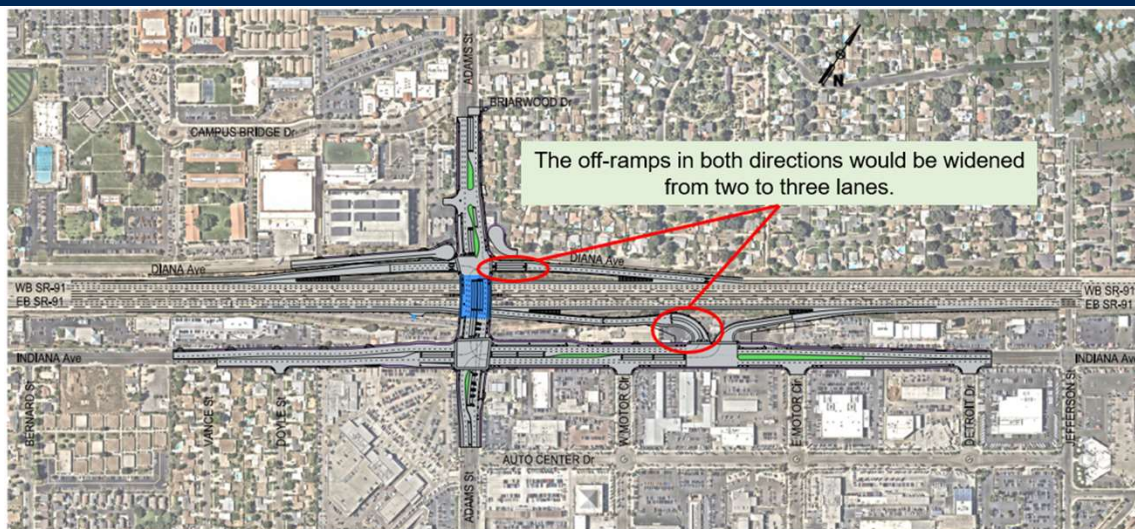 ADAMS St
BRIARWOOD Dr
CAMPUS BRIDGE Dr
N
The off-ramps in both directions would be widened
from two to three lanes.
DIANA Ave
DIANA Ave
WB SR-91
EB SR-91
WB SR-91
EB SR-91
INDIANA Ave
INDIANA Ave
BERNARD St
VANCE St
DOYLE St
W MOTOR Cir
E MOTOR Cir
DETROIT Dr
JEFFERSON St
AUTO CENTER Dr
ADAMS St